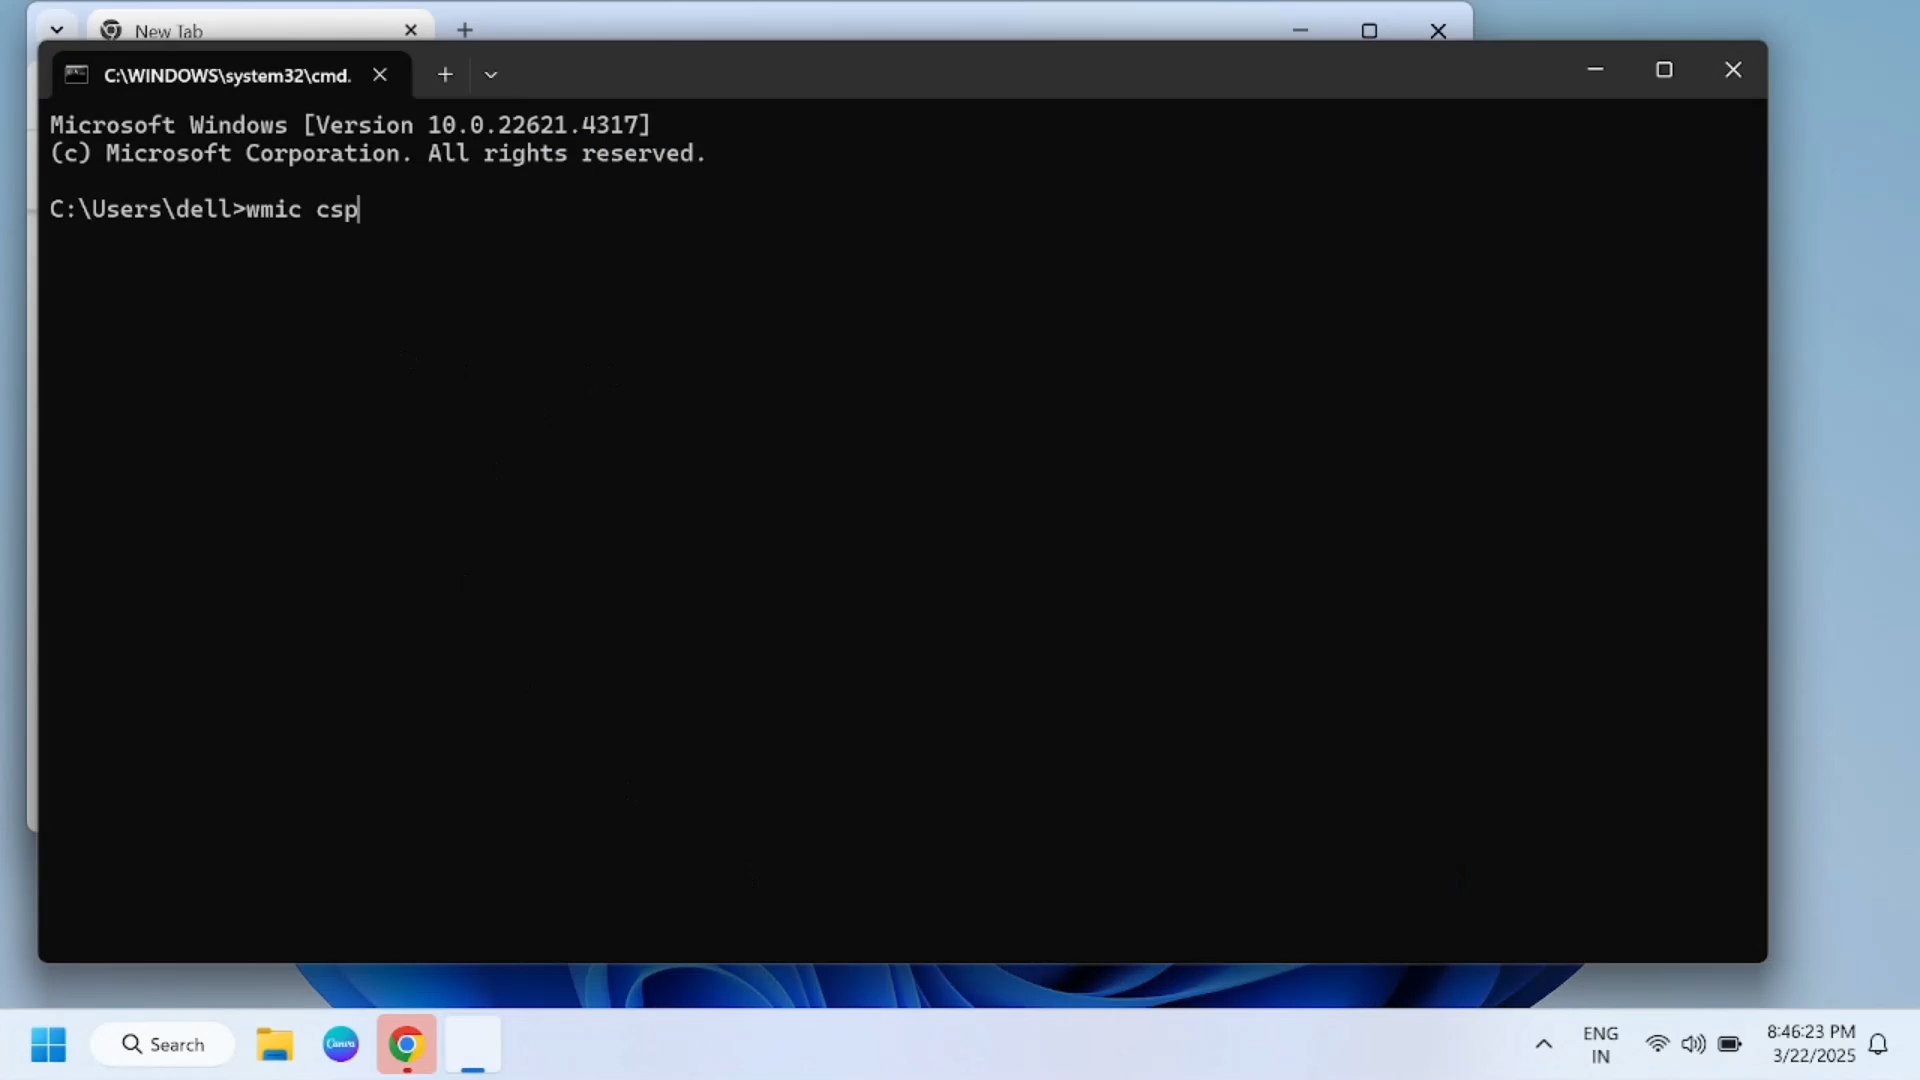 New Tab
C:\WINDOWS\system32\cmd.
Microsoft Windows [Version 10.0.22621.4317]
(c) Microsoft Corporation. All rights reserved.
C:\Users\dell>wmic csp
Search
Canva
ENG
IN
8:46:23 PM
3/22/2025